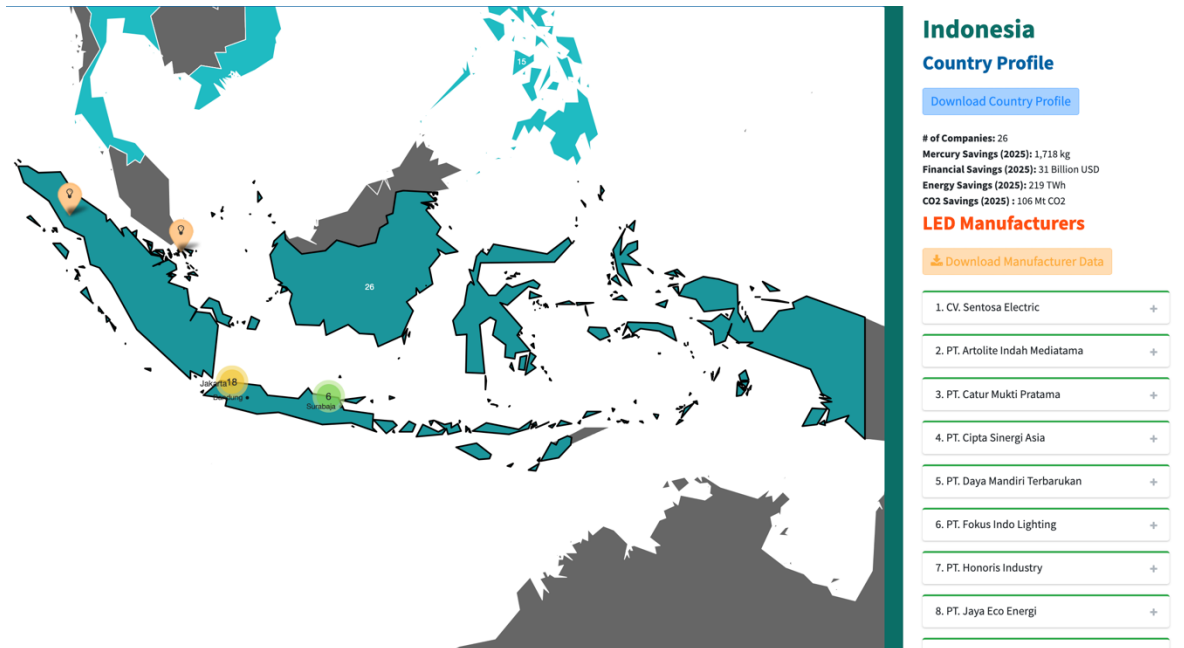 15
26
Jakarta 18
Bandung
6
Surabaja
Indonesia
Country Profile
Download Country Profile
# of Companies: 26
Mercury Savings (2025): 1,718 kg
Financial Savings (2025): 31 Billion USD
Energy Savings (2025): 219 TWh
CO2 Savings (2025) : 106 Mt CO2
LED Manufacturers
Download Manufacturer Data
1. CV. Sentosa Electric
2. PT. Artolite Indah Mediatama
3. PT. Catur Mukti Pratama
4. PT. Cipta Sinergi Asia
5. PT. Daya Mandiri Terbarukan
6. PT. Fokus Indo Lighting
7. PT. Honoris Industry
8. PT. Jaya Eco Energi